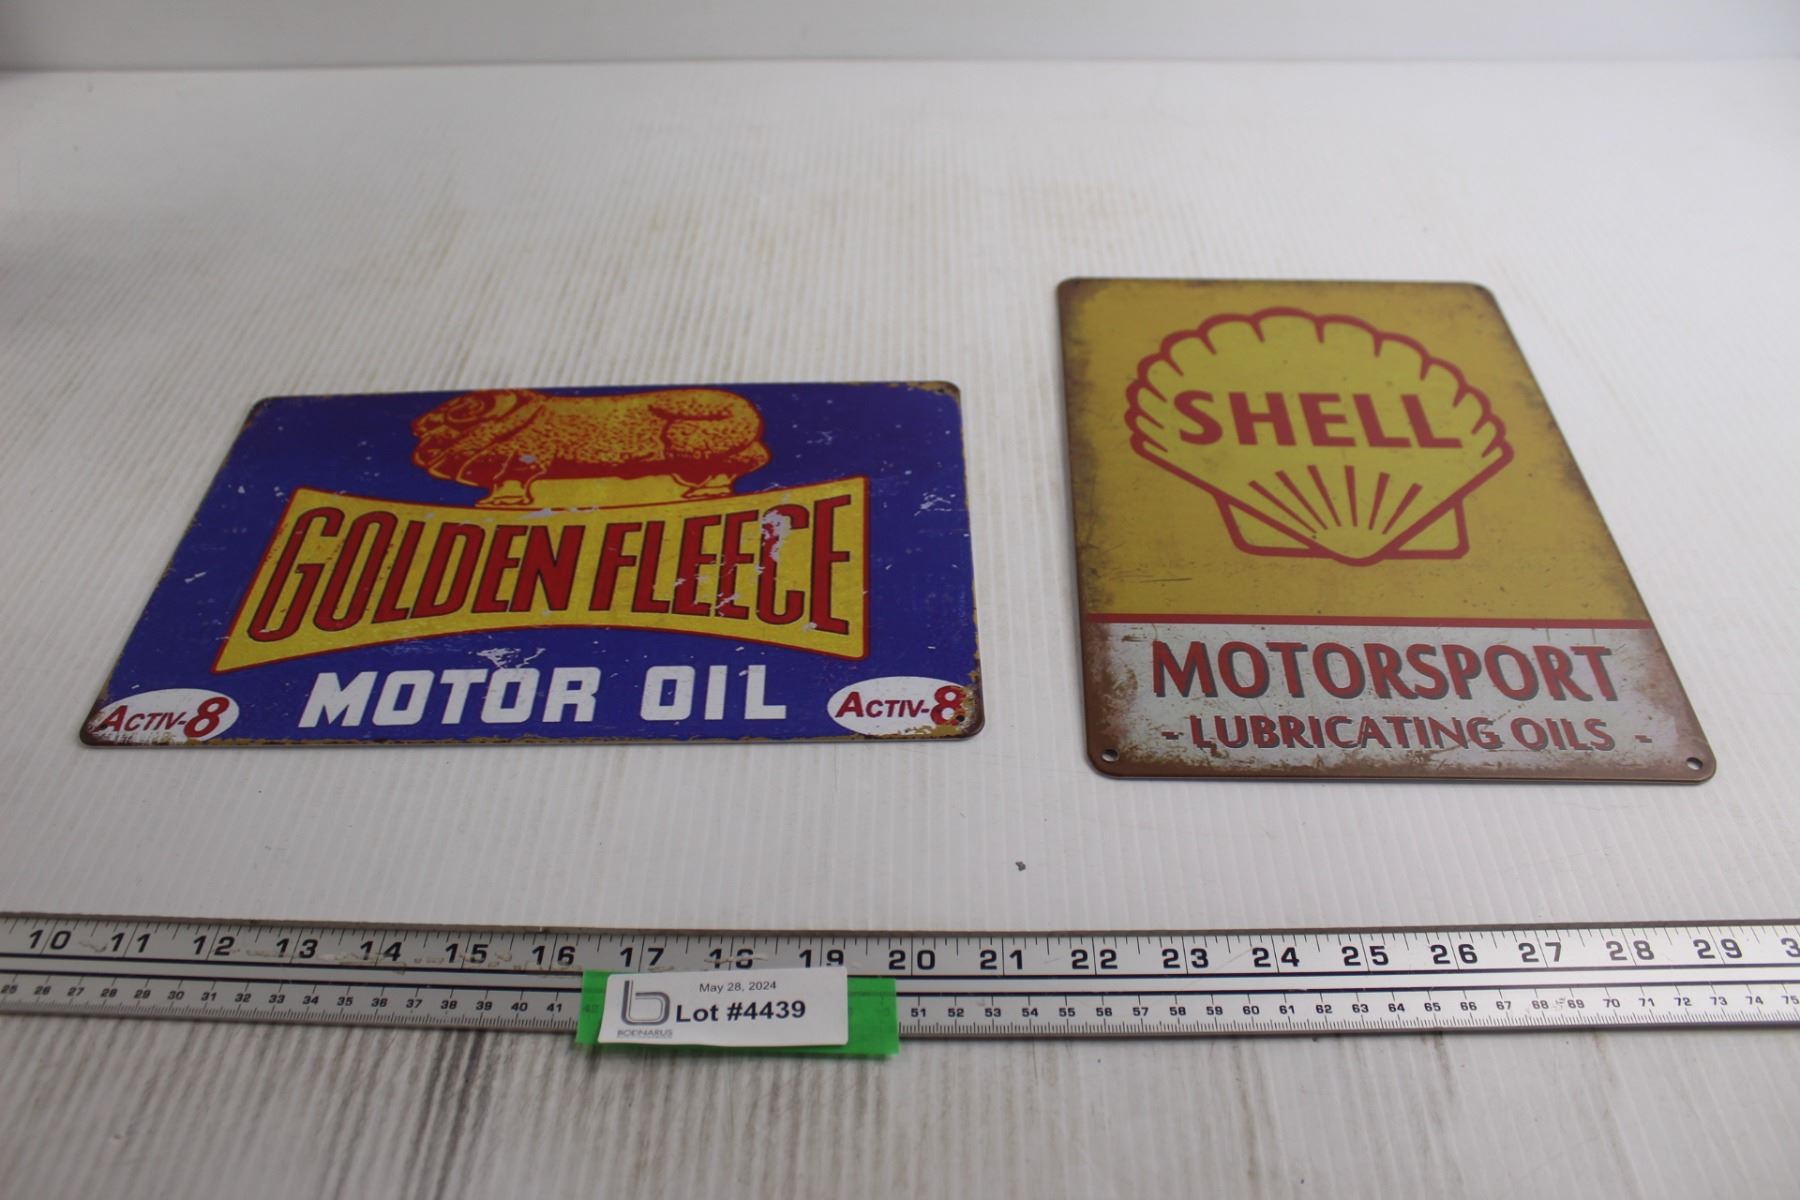 GOLDEN FLEECE
MOTOR OIL
ACTIV-8
ACTIV-8
SHELL
MOTORSPORT
- LUBRICATING OILS -
10 11 12 13 14 15 16 17 18 19 20 21 22 23 24 25 26 27 28 29 3
25 26 27 28 29 30 31 32 33 34 35 36 37 38 39 40 41 42 51 52 53 54 55 56 57 58 59 60 61 62 63 64 65 66 67 68 69 70 71 72 73 74 75
May 28, 2024
Lot #4439
BODNARUS